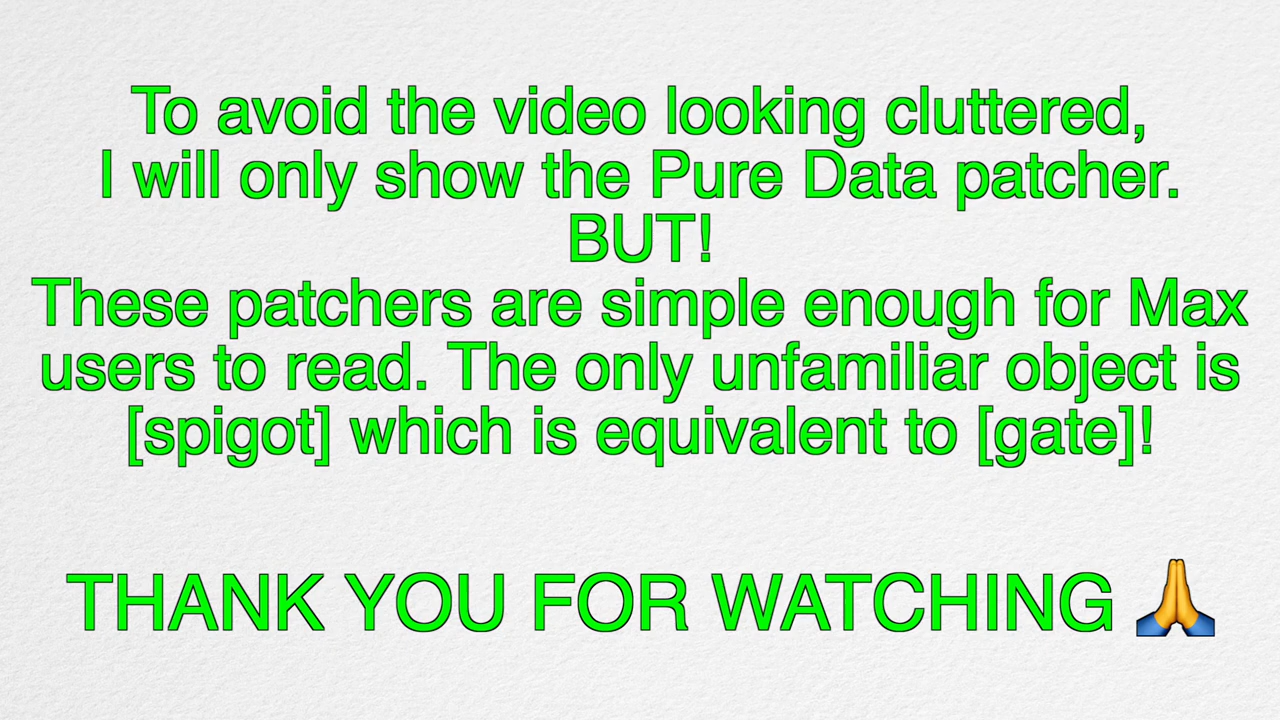 To avoid the video looking cluttered,
I will only show the Pure Data patcher.
BUT!
These patchers are simple enough for Max
users to read. The only unfamiliar object is
[spigot] which is equivalent to [gate]!
THANK YOU FOR WATCHING 🙏